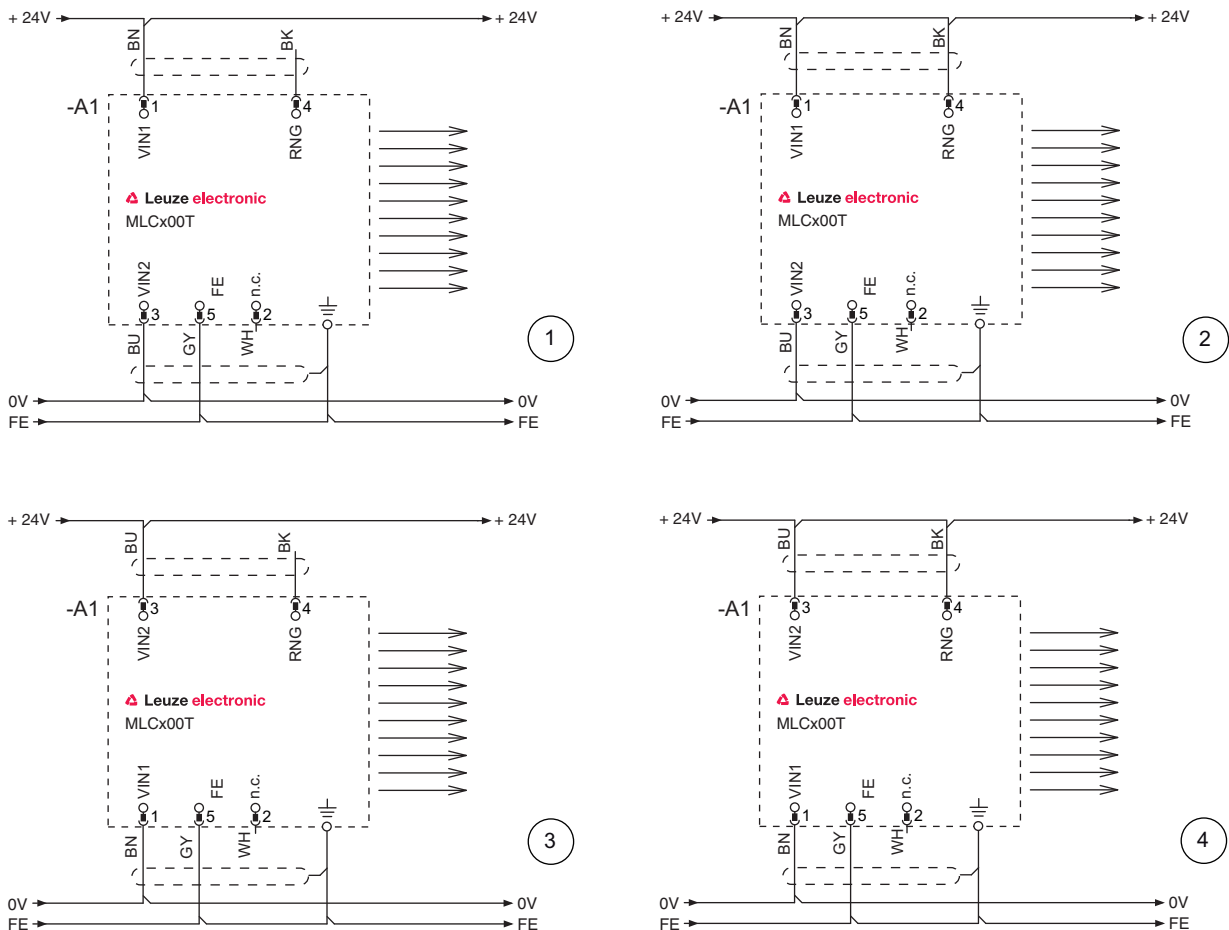 + 24V + 24V
BN BK
-A1 1 4
VIN1 RNG
Leuze electronic
MLCx00T
VIN2 FE n.c.
3 5 2
BU GY WH
1
0V 0V
FE FE
+ 24V + 24V
BN BK
-A1 1 4
VIN1 RNG
Leuze electronic
MLCx00T
VIN2 FE n.c.
3 5 2
BU GY WH
2
0V 0V
FE FE
+ 24V + 24V
BU BK
-A1 3 4
VIN2 RNG
Leuze electronic
MLCx00T
VIN1 FE n.c.
1 5 2
BN GY WH
3
0V 0V
FE FE
+ 24V + 24V
BU BK
-A1 3 4
VIN2 RNG
Leuze electronic
MLCx00T
VIN1 FE n.c.
1 5 2
BN GY WH
4
0V 0V
FE FE